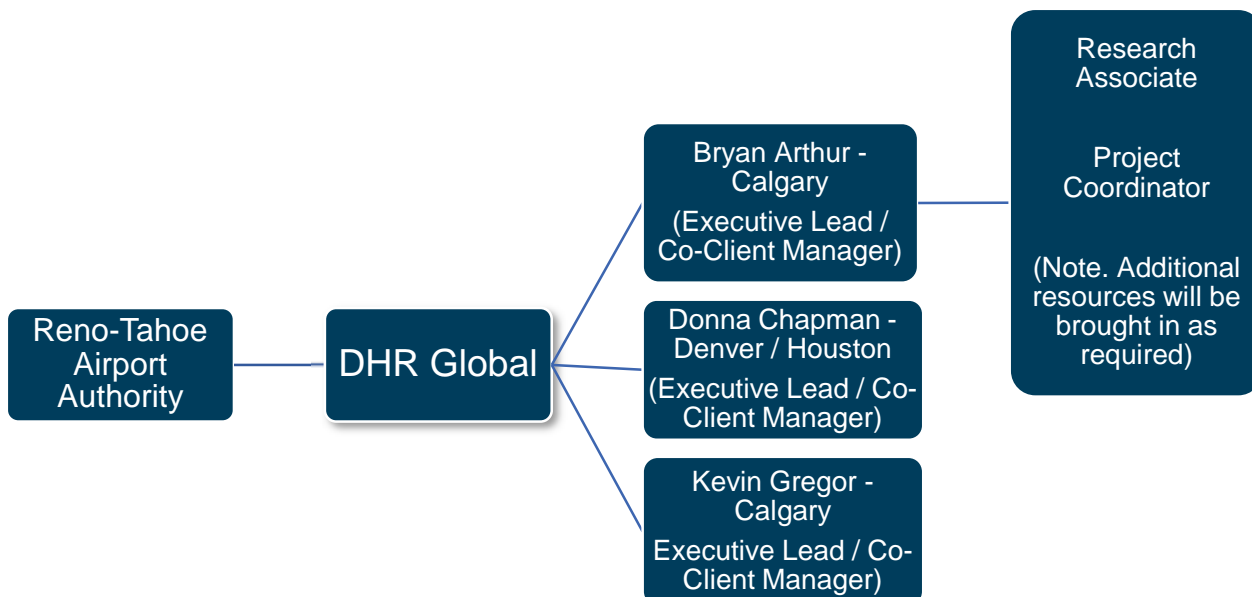 Reno-Tahoe
Airport
Authority
DHR Global
Bryan Arthur -
Calgary
(Executive Lead /
Co-Client Manager)
Donna Chapman -
Denver / Houston
(Executive Lead / Co-
Client Manager)
Kevin Gregor -
Calgary
Executive Lead / Co-
Client Manager)
Research
Associate
Project
Coordinator
(Note. Additional
resources will be
brought in as
required)